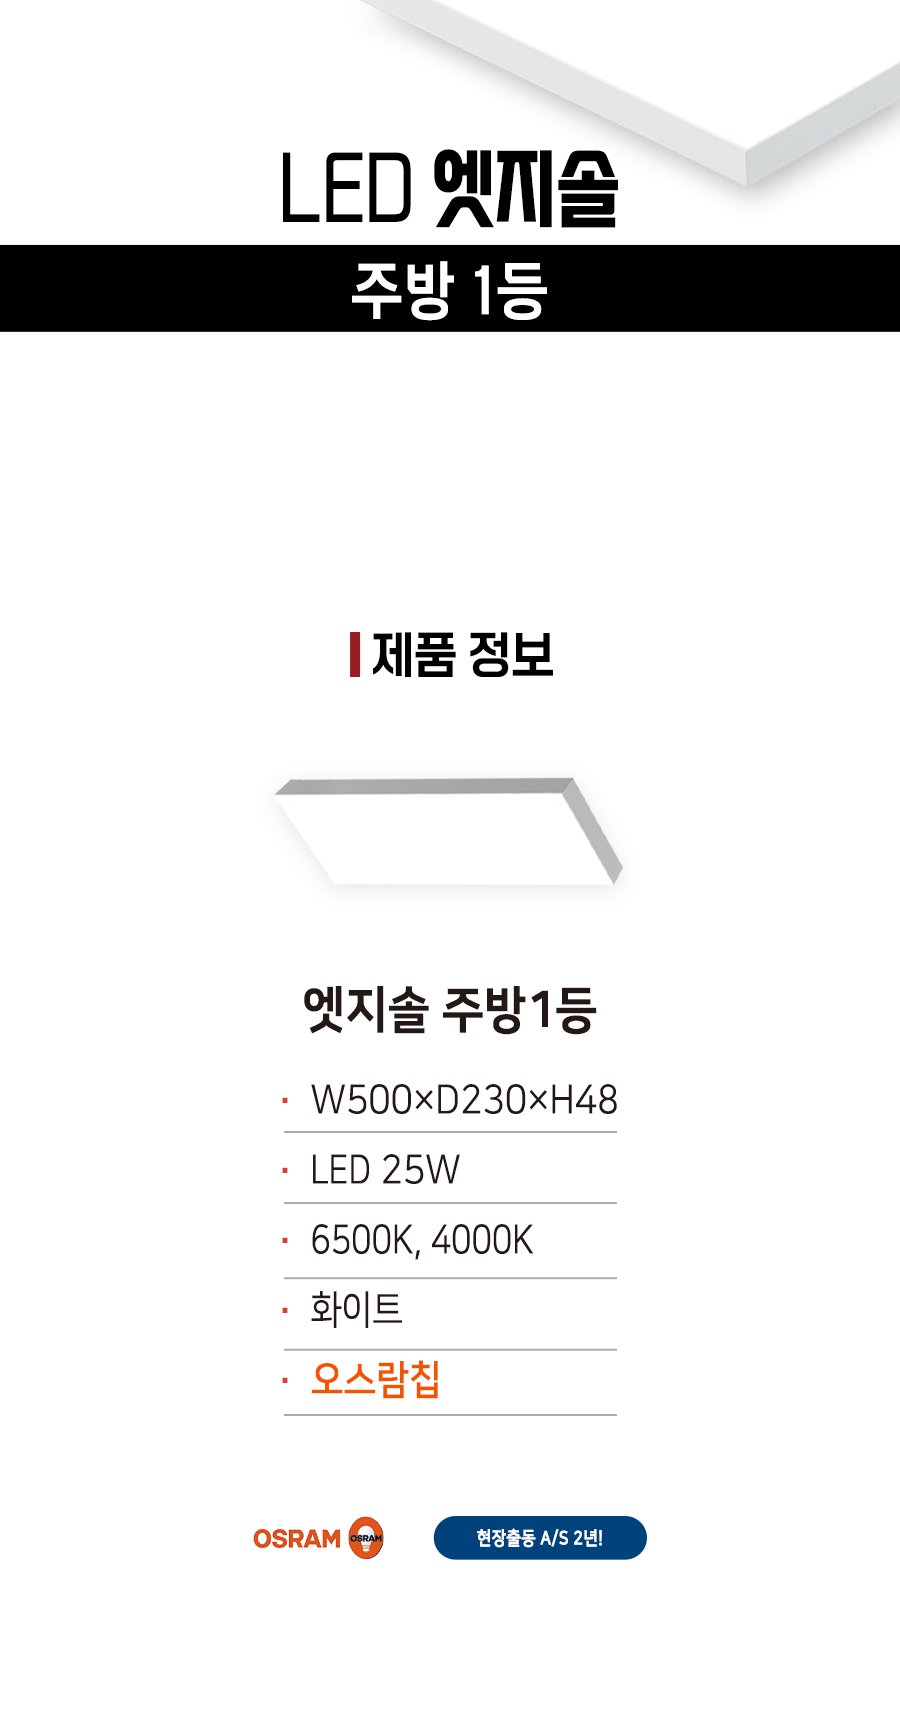 LED 엣지솔
주방 1등
제품 정보
엣지솔 주방1등
· W500×D230×H48
· LED 25W
· 6500K, 4000K
· 화이트
· 오스람칩
OSRAM OSRAM
현장출동 A/S 2년!